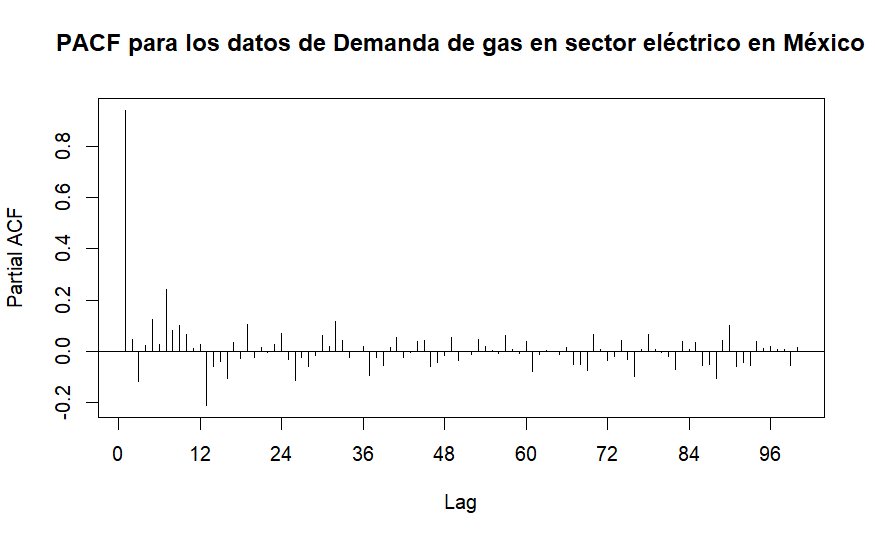 PACF para los datos de Demanda de gas en sector eléctrico en México
Partial ACF
0.8
0.6
0.4
0.2
0.0
-0.2
0 12 24 36 48 60 72 84 96
Lag